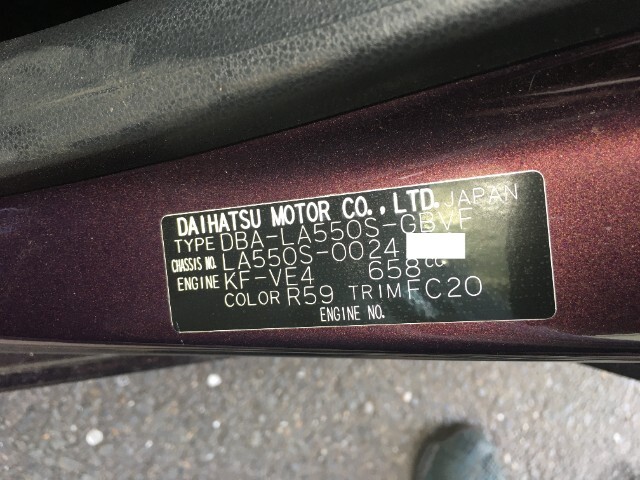 DAIHATSU MOTOR CO., LTD. JAPAN
TYPE DBA-LA550S-GBVF
CHASSIS NO. LA550S-0024
ENGINE KF-VE4 658cc
COLOR R59 TRIM FC20
ENGINE NO.